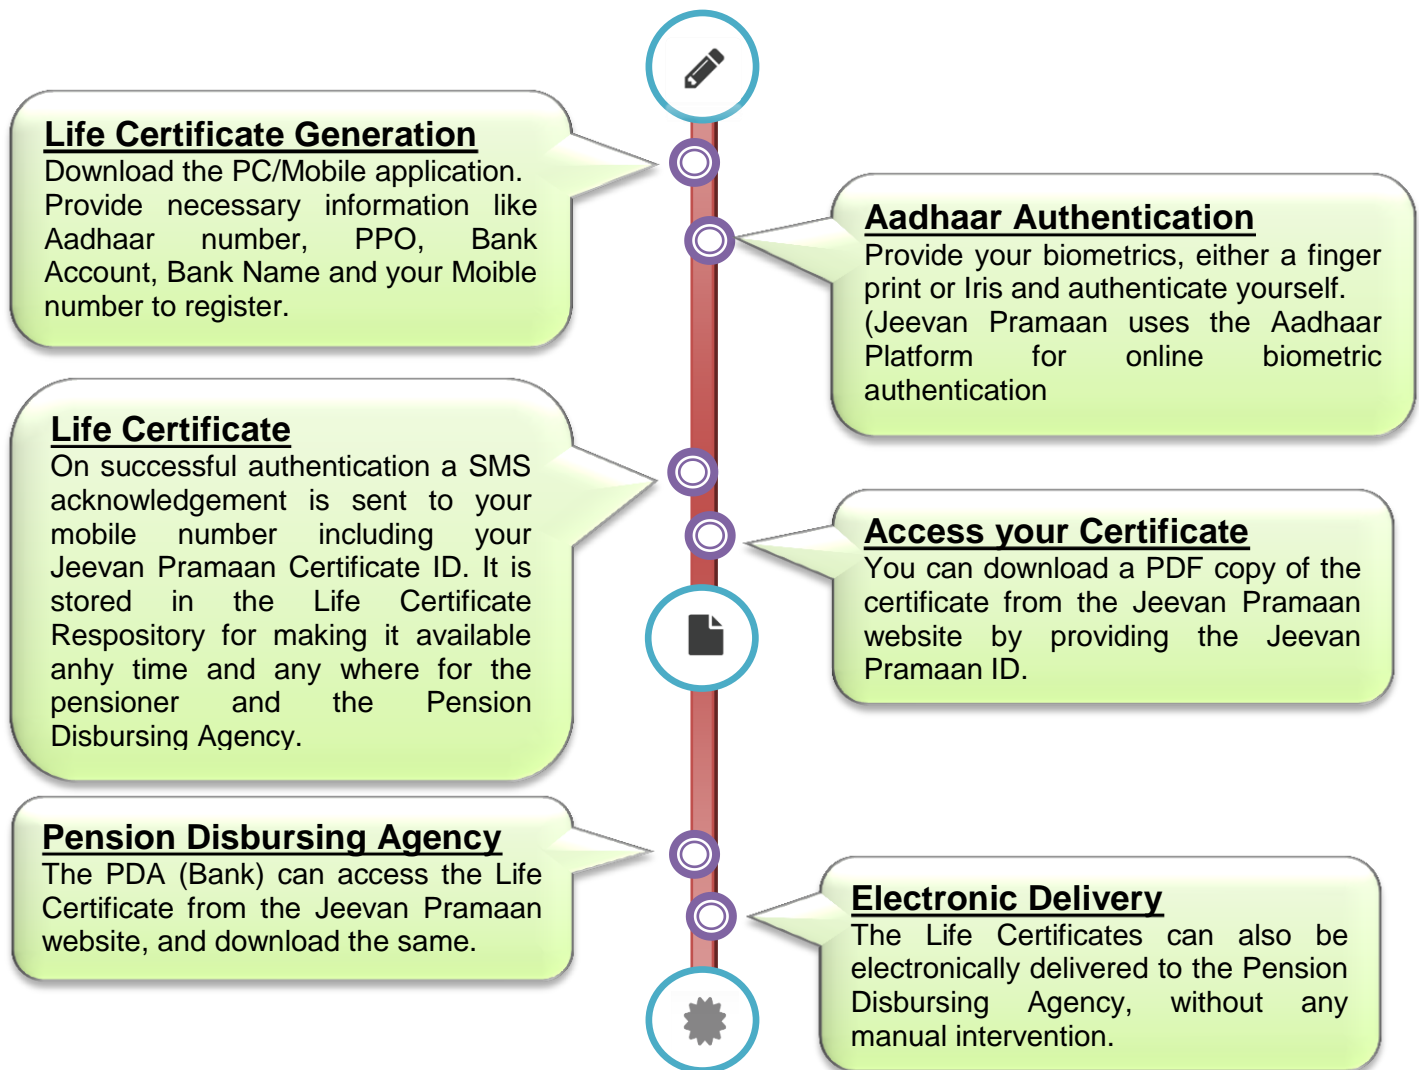 Life Certificate Generation
Download the PC/Mobile application.
Provide necessary information like
Aadhaar number, PPO, Bank
Account, Bank Name and your Moible
number to register.
Aadhaar Authentication
Provide your biometrics, either a finger
print or Iris and authenticate yourself.
(Jeevan Pramaan uses the Aadhaar
Platform for online biometric
authentication
Life Certificate
On successful authentication a SMS
acknowledgement is sent to your
mobile number including your
Jeevan Pramaan Certificate ID. It is
stored in the Life Certificate
Respository for making it available
anhy time and any where for the
pensioner and the Pension
Disbursing Agency.
Access your Certificate
You can download a PDF copy of the
certificate from the Jeevan Pramaan
website by providing the Jeevan
Pramaan ID.
Pension Disbursing Agency
The PDA (Bank) can access the Life
Certificate from the Jeevan Pramaan
website, and download the same.
Electronic Delivery
The Life Certificates can also be
electronically delivered to the Pension
Disbursing Agency, without any
manual intervention.